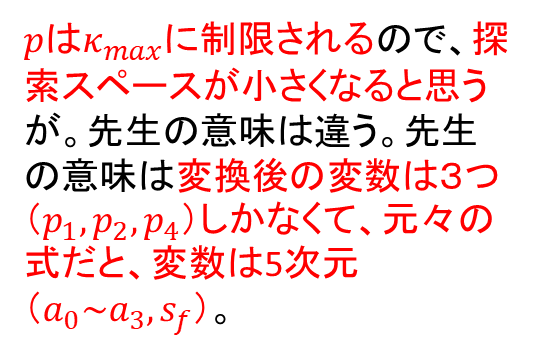 pはκmaxに制限されるので、探
索スペースが小さくなると思う
が。先生の意味は違う。先生
の意味は変換後の変数は３つ
（p1, p2, p4）しかなくて、元々の
式だと、変数は5次元
（a0~a3, sf）。